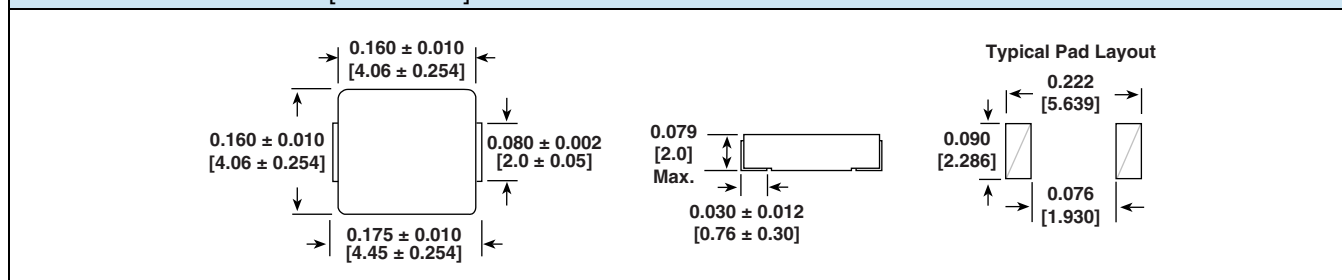 0.160 ± 0.010
[4.06 ± 0.254]
0.160 ± 0.010
[4.06 ± 0.254]
0.080 ± 0.002
[2.0 ± 0.05]
0.175 ± 0.010
[4.45 ± 0.254]
0.079
[2.0]
Max.
0.030 ± 0.012
[0.76 ± 0.30]
Typical Pad Layout
0.222
[5.639]
0.090
[2.286]
0.076
[1.930]